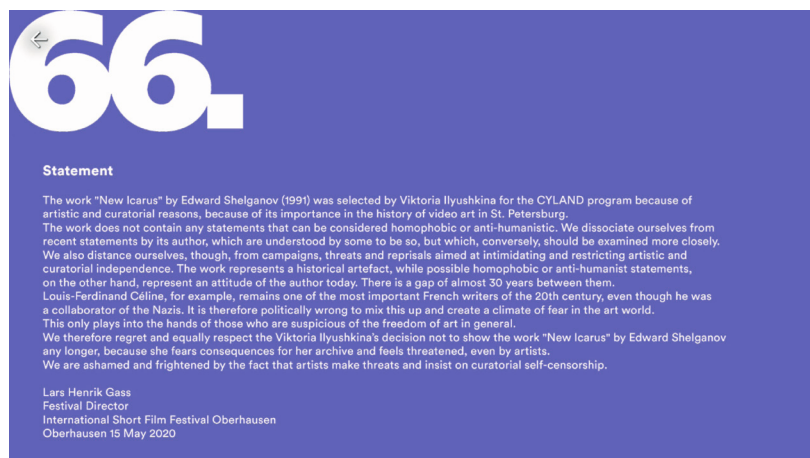 66.
Statement
The work "New Icarus" by Edward Shelganov (1991) was selected by Viktoria Ilyushkina for the CYLAND program because of
artistic and curatorial reasons, because of its importance in the history of video art in St. Petersburg.
The work does not contain any statements that can be considered homophobic or anti-humanistic. We dissociate ourselves from
recent statements by its author, which are understood by some to be so, but which, conversely, should be examined more closely.
We also distance ourselves, though, from campaigns, threats and reprisals aimed at intimidating and restricting artistic and
curatorial independence. The work represents a historical artefact, while possible homophobic or anti-humanist statements,
on the other hand, represent an attitude of the author today. There is a gap of almost 30 years between them.
Louis-Ferdinand Céline, for example, remains one of the most important French writers of the 20th century, even though he was
a collaborator of the Nazis. It is therefore politically wrong to mix this up and create a climate of fear in the art world.
This only plays into the hands of those who are suspicious of the freedom of art in general.
We therefore regret and equally respect the Viktoria Ilyushkina's decision not to show the work "New Icarus" by Edward Shelganov
any longer, because she fears consequences for her archive and feels threatened, even by artists.
We are ashamed and frightened by the fact that artists make threats and insist on curatorial self-censorship.
Lars Henrik Gass
Festival Director
International Short Film Festival Oberhausen
Oberhausen 15 May 2020